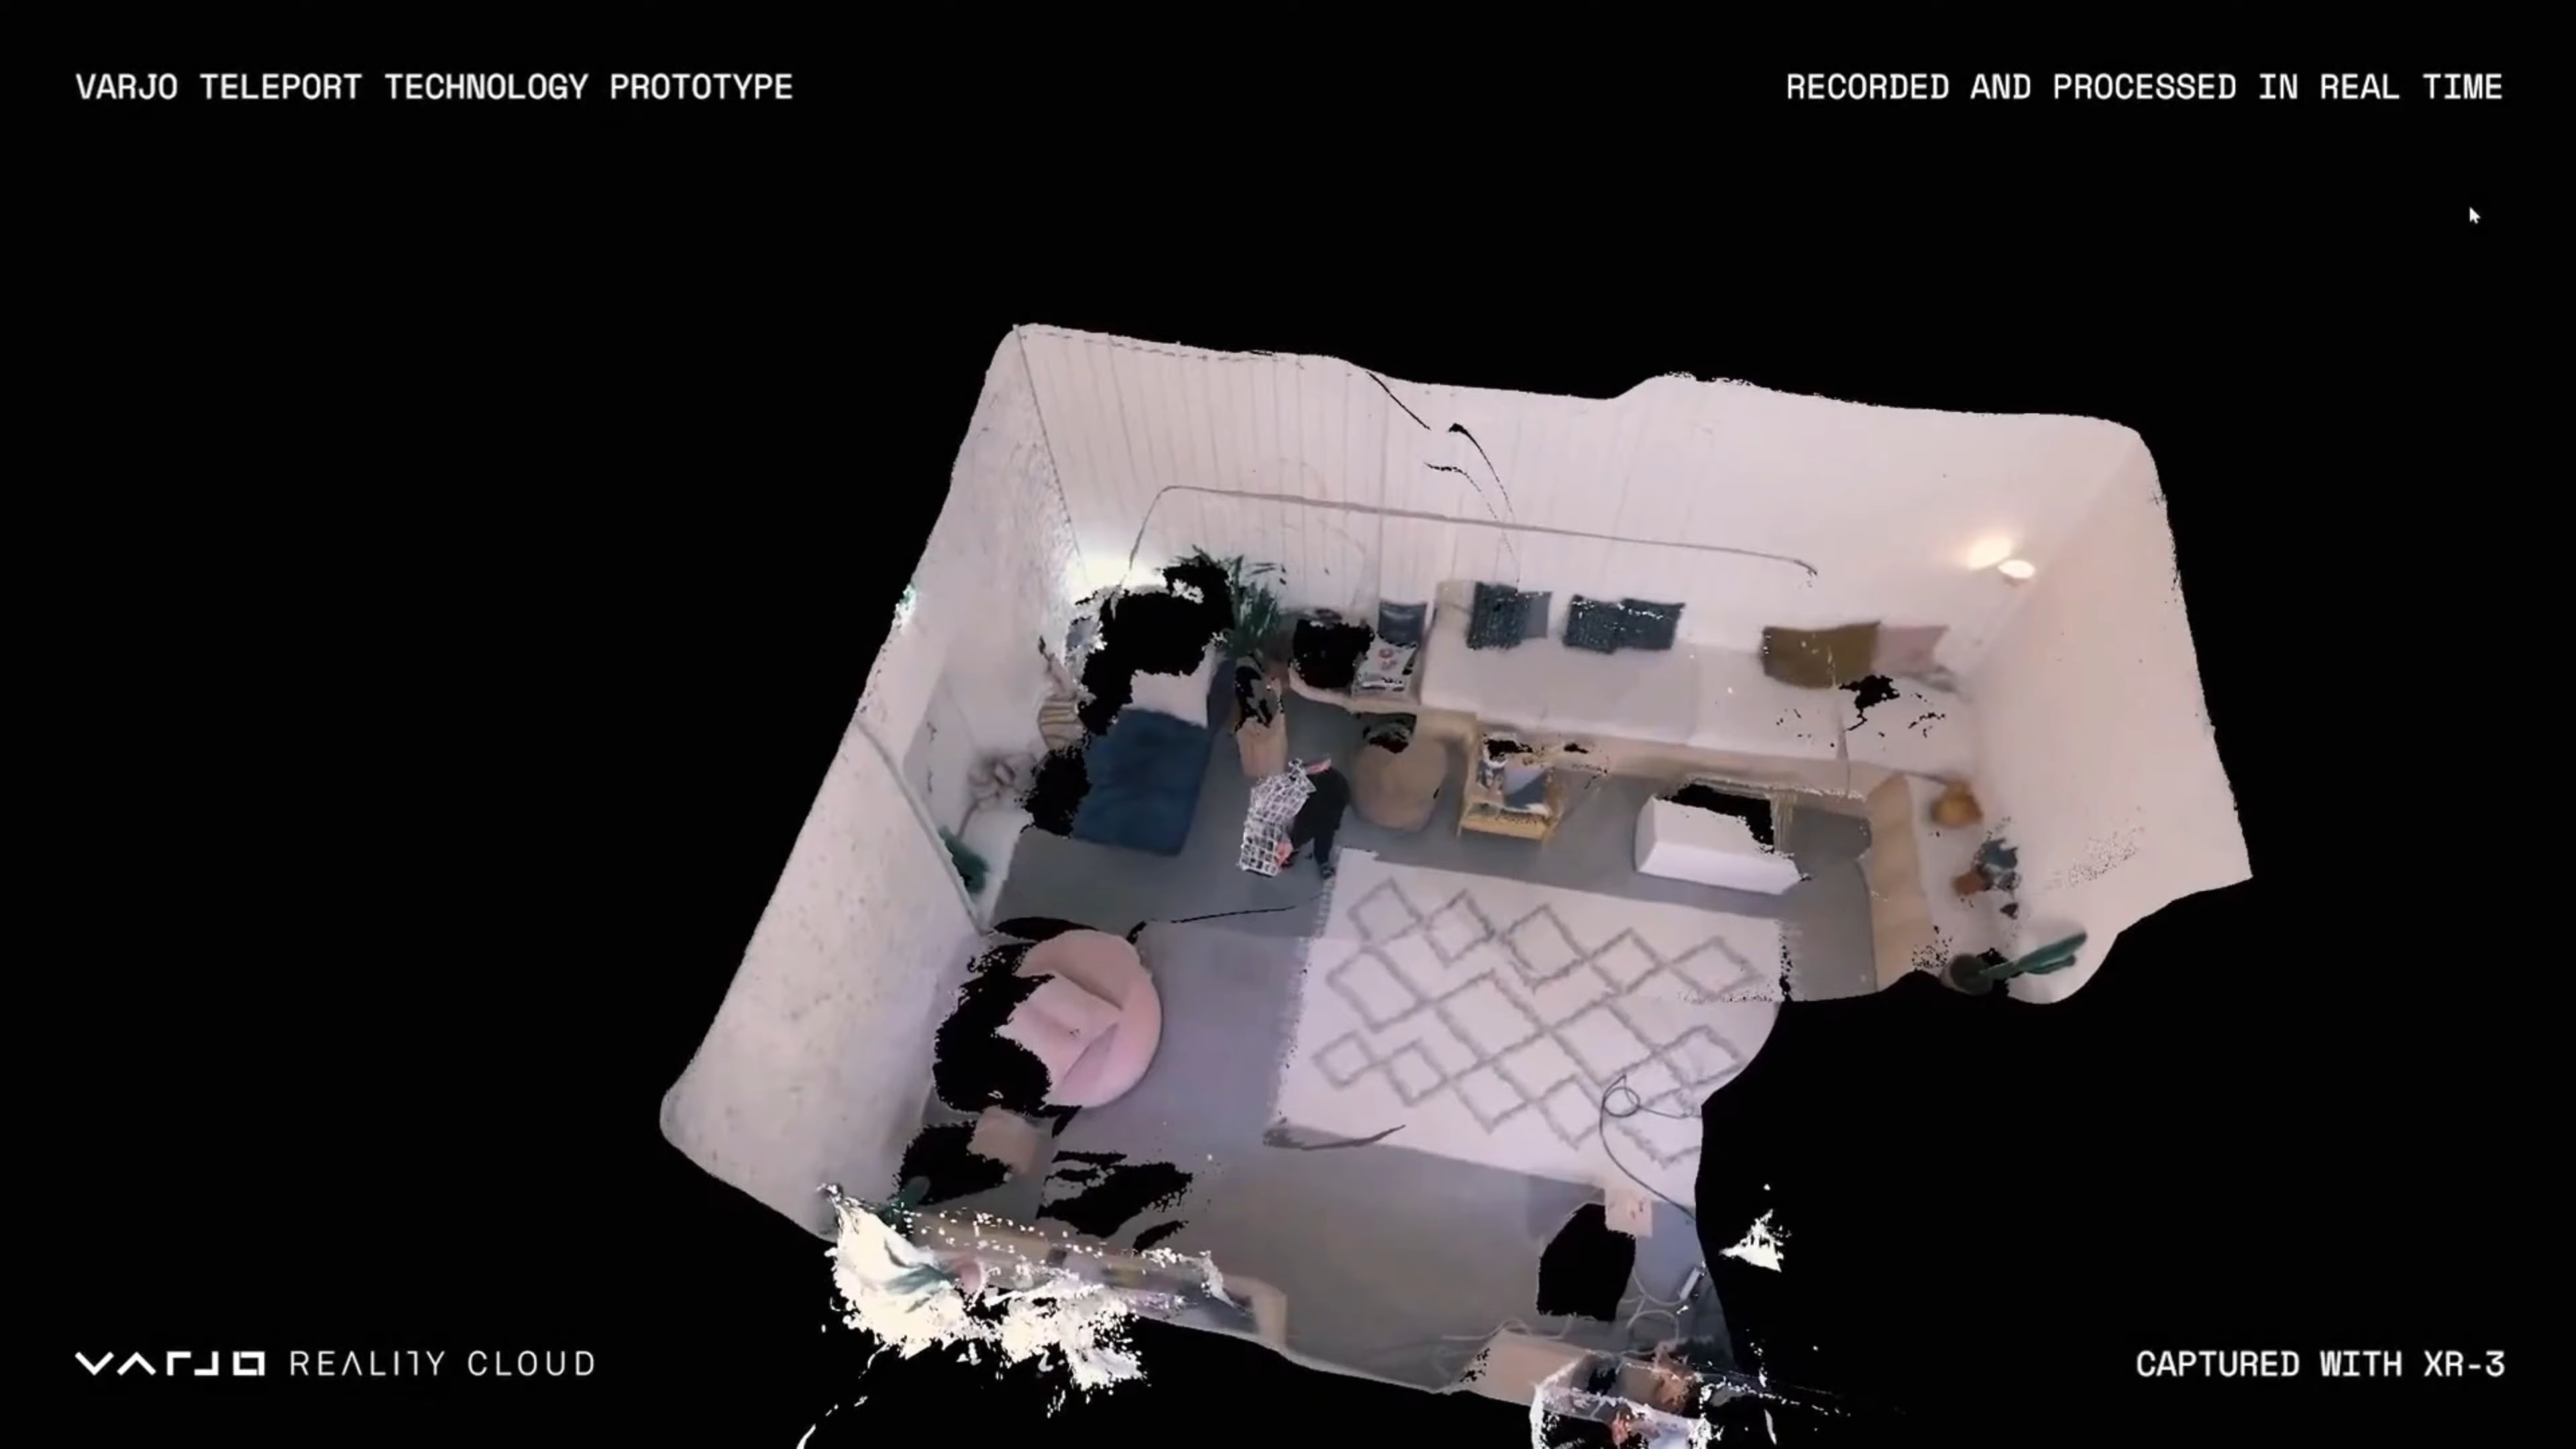 VARJO TELEPORT TECHNOLOGY PROTOTYPE
RECORDED AND PROCESSED IN REAL TIME
VARJO REALITY CLOUD
CAPTURED WITH XR-3